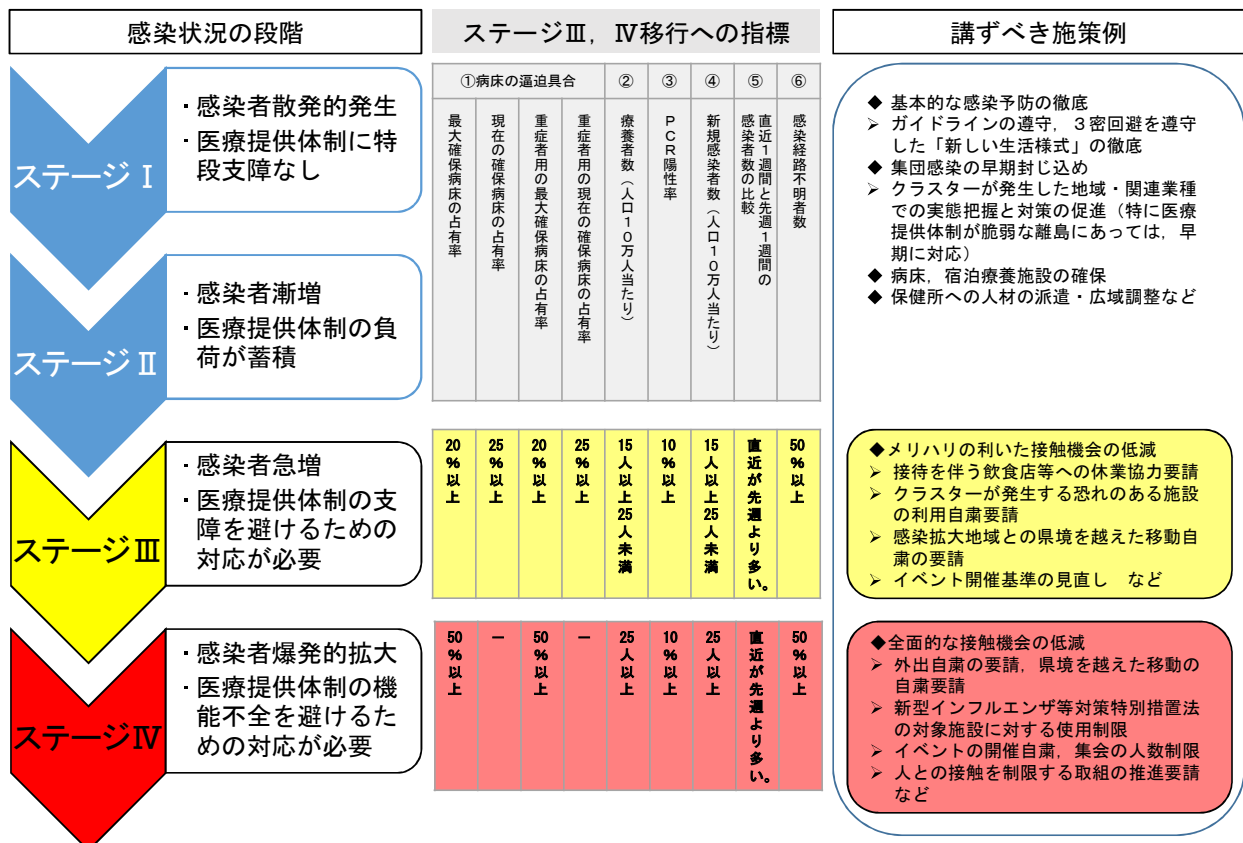 感染状況の段階
ステージⅢ，Ⅳ移行への指標
講ずべき施策例
ステージⅠ
・感染者散発的発生
・医療提供体制に特
段支障なし
ステージⅡ
・感染者漸増
・医療提供体制の負
荷が蓄積
ステージⅢ
・感染者急増
・医療提供体制の支
障を避けるための
対応が必要
ステージⅣ
・感染者爆発的拡大
・医療提供体制の機
能不全を避けるた
めの対応が必要
①病床の逼迫具合
②
③
④
⑤
⑥
最大確保病床の占有率
現在の確保病床の占有率
重症者用の最大確保病床の占有率
重症者用の現在の確保病床の占有率
療養者数（人口１０万人当たり）
ＰＣＲ陽性率
新規感染者数（人口１０万人当たり）
直近１週間と先週１週間の
感染者数の比較
感染経路不明者数
20％以上
25％以上
20％以上
25％以上
15人以上25人未満
10％以上
15人以上25人未満
直近が先週より多い。
50％以上
50％以上
－
50％以上
－
25人以上
10％以上
25人以上
直近が先週より多い。
50％以上
◆ 基本的な感染予防の徹底
➢ ガイドラインの遵守，３密回避を遵守
した「新しい生活様式」の徹底
◆ 集団感染の早期封じ込め
➢ クラスターが発生した地域・関連業種
での実態把握と対策の促進（特に医療
提供体制が脆弱な離島にあっては，早
期に対応）
◆ 病床，宿泊療養施設の確保
◆ 保健所への人材の派遣・広域調整など
◆メリハリの利いた接触機会の低減
➢ 接待を伴う飲食店等への休業協力要請
➢ クラスターが発生する恐れのある施設
の利用自粛要請
➢ 感染拡大地域との県境を越えた移動自
粛の要請
➢ イベント開催基準の見直し　など
◆全面的な接触機会の低減
➢ 外出自粛の要請，県境を越えた移動の
自粛要請
➢ 新型インフルエンザ等対策特別措置法
の対象施設に対する使用制限
➢ イベントの開催自粛，集会の人数制限
➢ 人との接触を制限する取組の推進要請
など